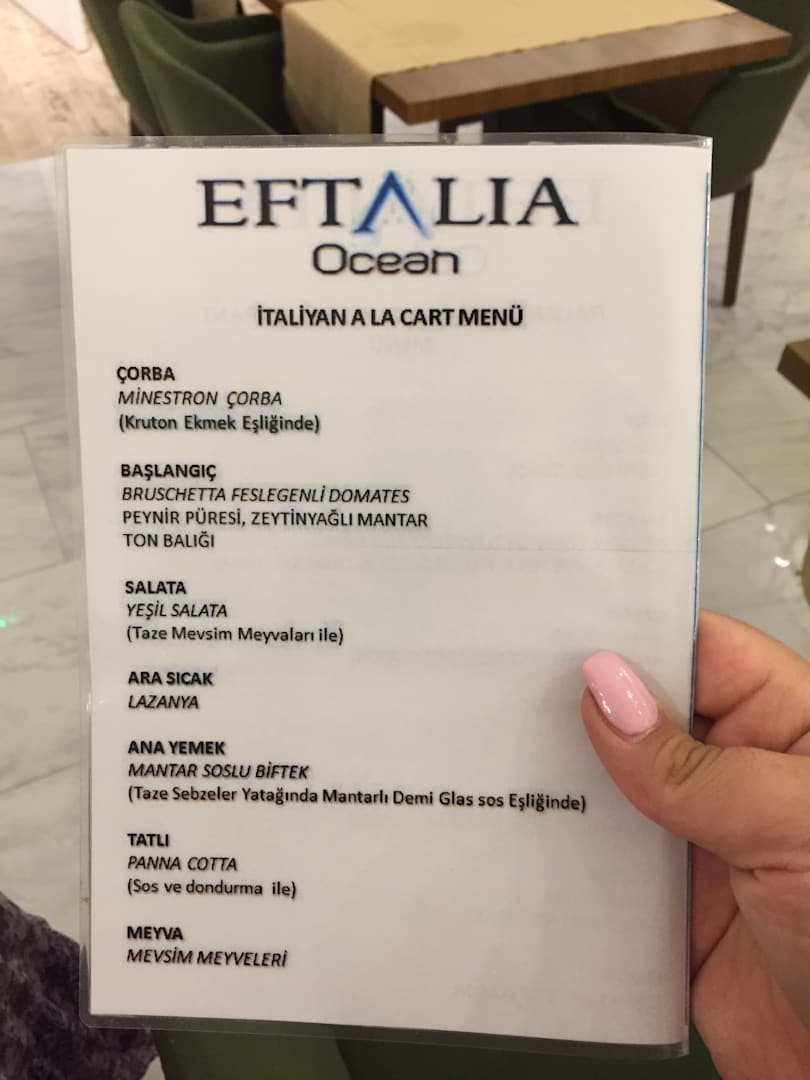 EFTALIA
Ocean
İTALİYAN A LA CART MENÜ
ÇORBA
MİNESTRON ÇORBA
(Kruton Ekmek Eşliğinde)
BAŞLANGIÇ
BRUSCHETTA FESLEGENLİ DOMATES
PEYNİR PÜRESİ, ZEYTİNYAĞLI MANTAR
TON BALIĞI
SALATA
YEŞİL SALATA
(Taze Mevsim Meyvaları ile)
ARA SICAK
LAZANYA
ANA YEMEK
MANTAR SOSLU BİFTEK
(Taze Sebzeler Yatağında Mantarlı Demi Glas sos Eşliğinde)
TATLI
PANNA COTTA
(Sos ve dondurma ile)
MEYVA
MEVSİM MEYVELERİ